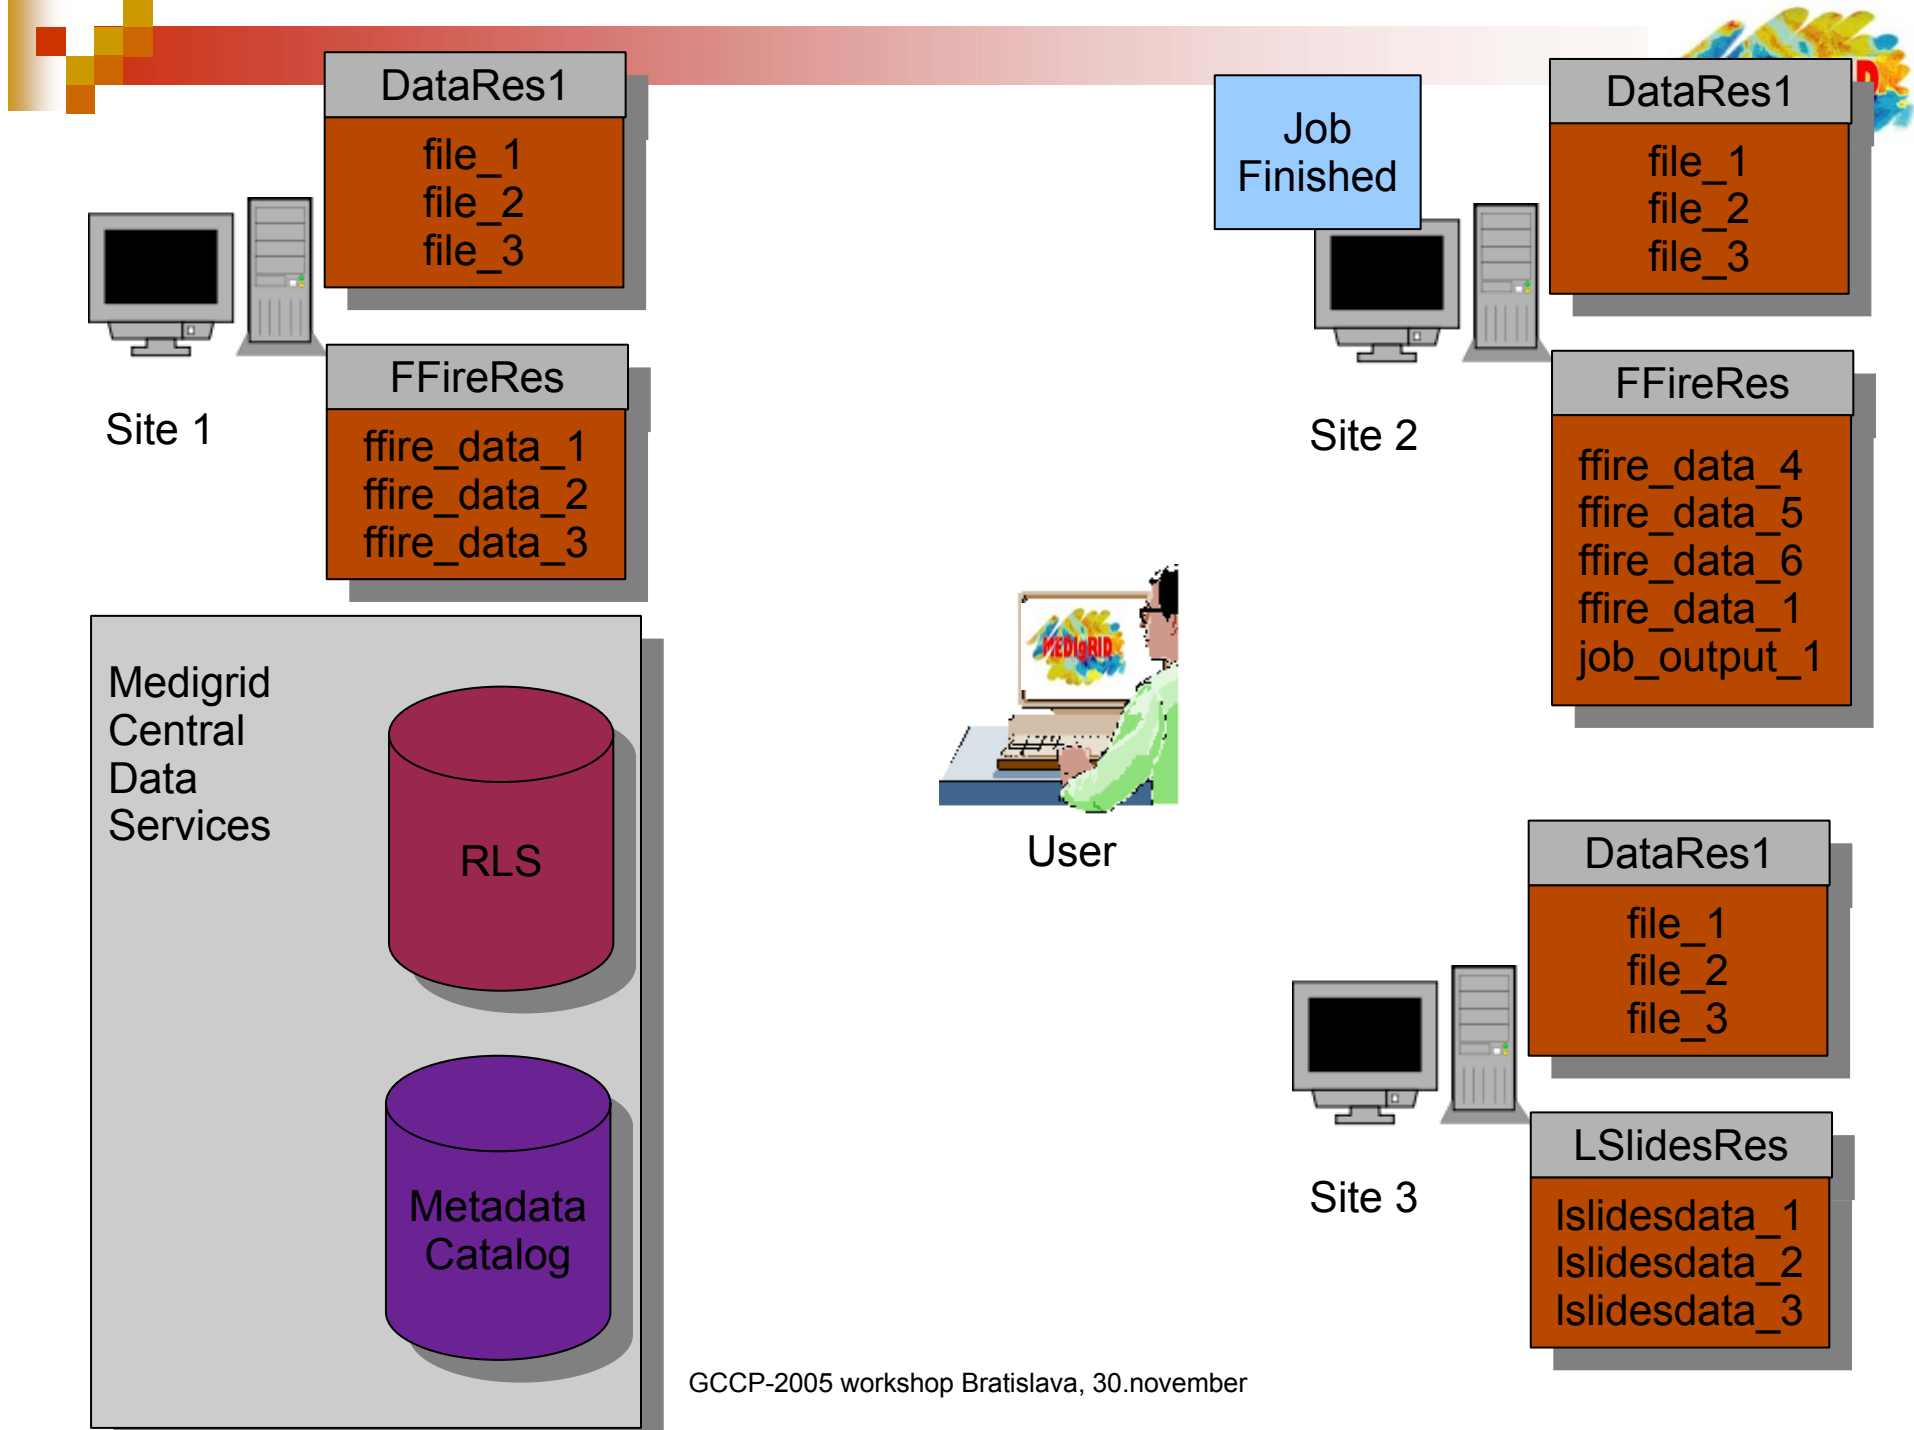 DataRes1
file_1
file_2
file_3
FFireRes
ffire_data_1
ffire_data_2
ffire_data_3
Site 1
Job
Finished
DataRes1
file_1
file_2
file_3
FFireRes
ffire_data_4
ffire_data_5
ffire_data_6
ffire_data_1
job_output_1
Site 2
Medigrid
Central
Data
Services
RLS
Metadata
Catalog
MEDIgRID
User
DataRes1
file_1
file_2
file_3
LSlidesRes
lslidesdata_1
lslidesdata_2
lslidesdata_3
Site 3
GCCP-2005 workshop Bratislava, 30.november